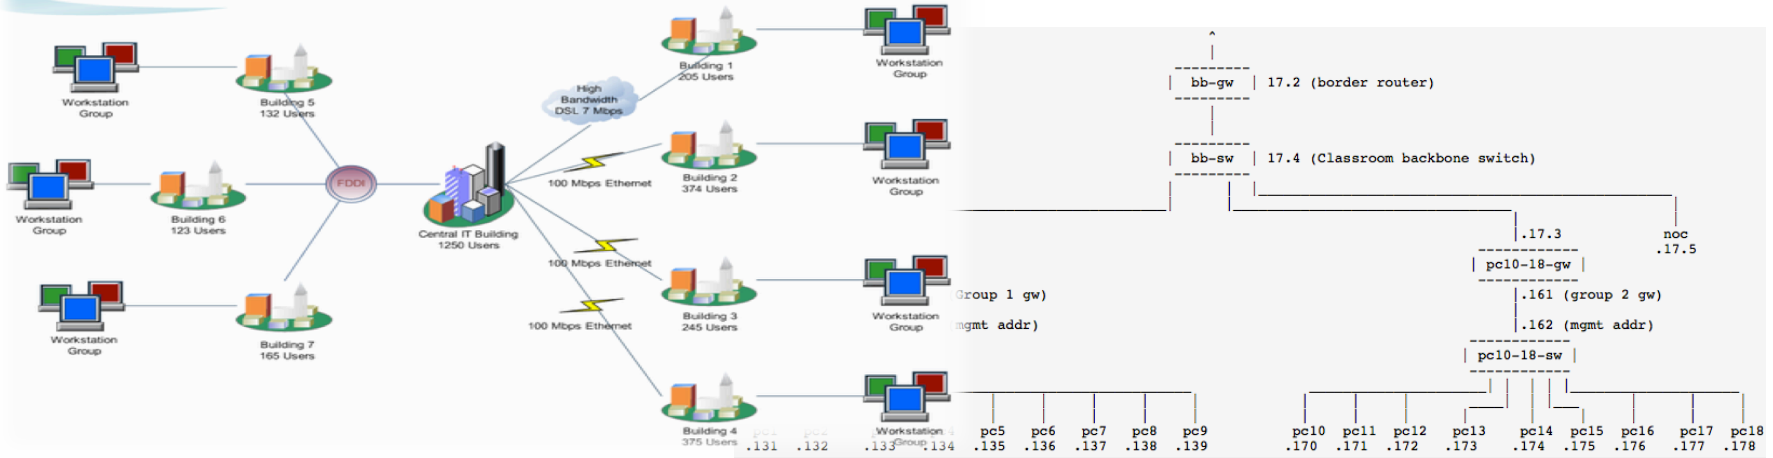 Workstation
Group
Building 5
132 Users
Workstation
Group
Building 6
123 Users
Workstation
Group
Building 7
165 Users
FDDI
Central IT Building
1250 Users
High
Bandwidth
DSL 7 Mbps
100 Mbps Ethernet
100 Mbps Ethernet
100 Mbps Ethernet
Building 1
205 Users
Workstation
Group
Building 2
374 Users
Workstation
Group
Building 3
245 Users
Workstation
Group
Building 4
375 Users
Workstation
Group
^
bb-gw 17.2 (border router)
bb-sw 17.4 (Classroom backbone switch)
.17.3
noc
.17.5
pc10-18-gw
Group 1 gw)
.161 (group 2 gw)
mgmt addr)
.162 (mgmt addr)
pc10-18-sw
pc5 pc6 pc7 pc8 pc9
.131 .132 .133 .134 .135 .136 .137 .138 .139
pc10 pc11 pc12 pc13 pc14 pc15 pc16 pc17 pc18
.170 .171 .172 .173 .174 .175 .176 .177 .178